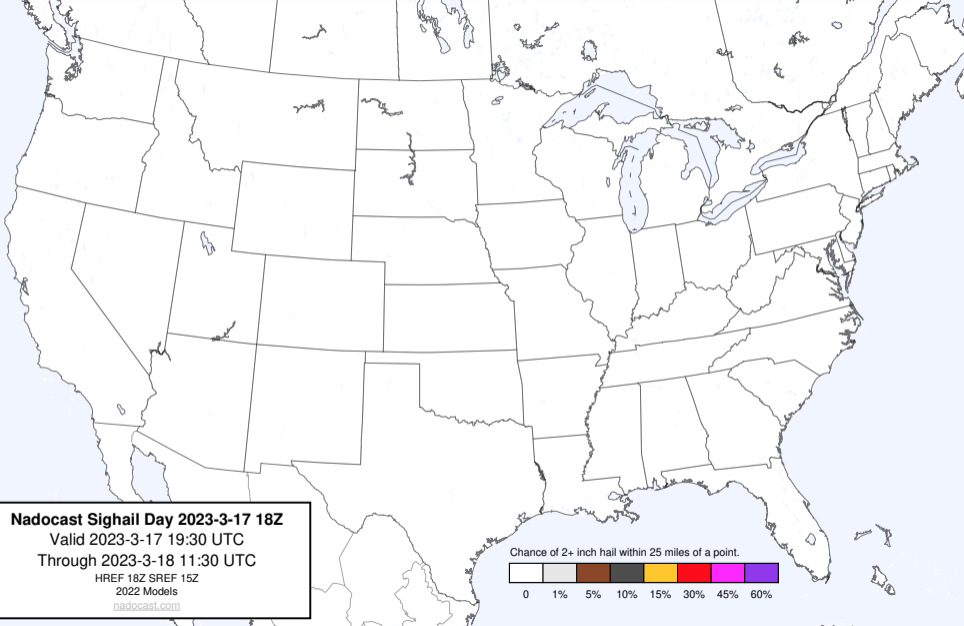 Nadocast Sighail Day 2023-3-17 18Z
Valid 2023-3-17 19:30 UTC
Through 2023-3-18 11:30 UTC
HREF 18Z SREF 15Z
2022 Models
nadocast.com
Chance of 2+ inch hail within 25 miles of a point.
0 1% 5% 10% 15% 30% 45% 60%